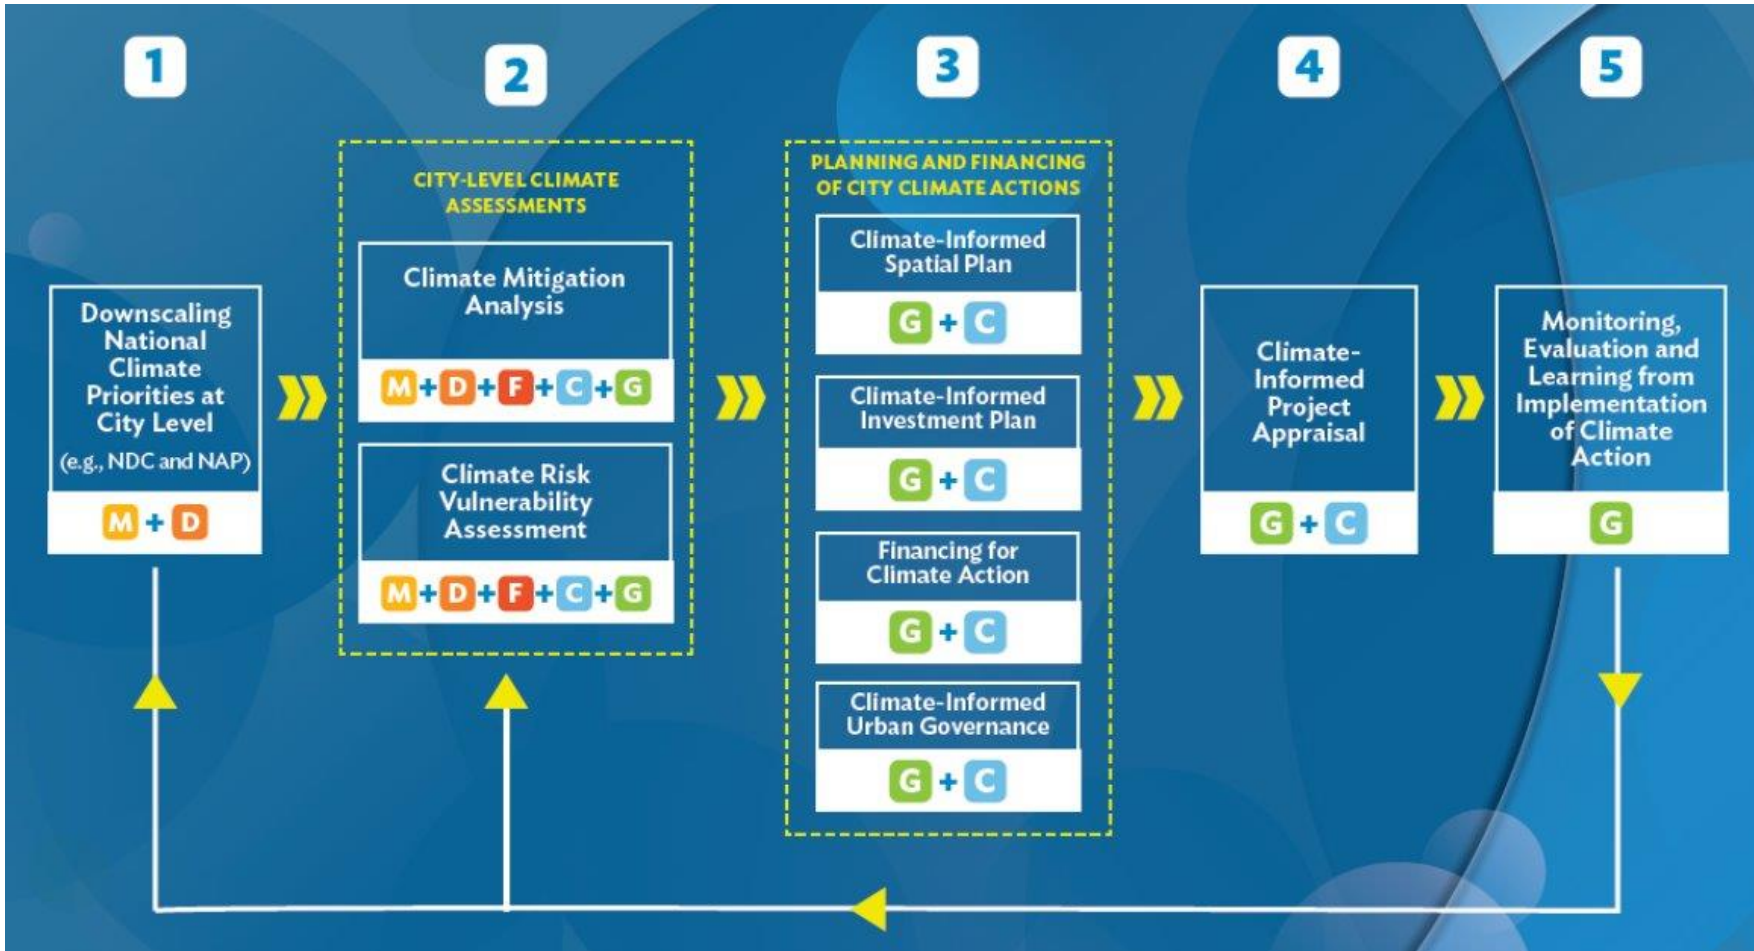 1
Downscaling
National
Climate
Priorities at
City Level
(e.g., NDC and NAP)
M + D
2
CITY-LEVEL CLIMATE
ASSESSMENTS
Climate Mitigation
Analysis
M+D+F+C+G
Climate Risk
Vulnerability
Assessment
M+D+F+C+G
3
PLANNING AND FINANCING
OF CITY CLIMATE ACTIONS
Climate-Informed
Spatial Plan
G + C
Climate-Informed
Investment Plan
G + C
Financing for
Climate Action
G + C
Climate-Informed
Urban Governance
G + C
4
Climate-
Informed
Project
Appraisal
G + C
5
Monitoring,
Evaluation and
Learning from
Implementation
of Climate
Action
G